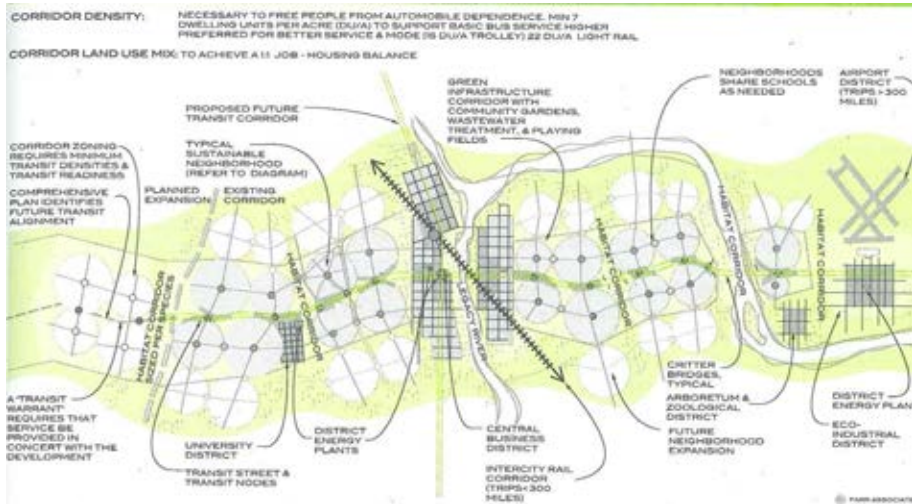 CORRIDOR DENSITY: NECESSARY TO FREE PEOPLE FROM AUTOMOBILE DEPENDENCE. MIN 7
DWELLING UNITS PER ACRE (DU/A) TO SUPPORT BASIC BUS SERVICE HIGHER
PREFERRED FOR BETTER SERVICE & MODE (15 DU/A TROLLEY) 22 DU/A LIGHT RAIL
CORRIDOR LAND USE MIX: TO ACHIEVE A 1:1 JOB - HOUSING BALANCE
PROPOSED FUTURE
TRANSIT CORRIDOR
GREEN
INFRASTRUCTURE
CORRIDOR WITH
COMMUNITY GARDENS,
WASTEWATER
TREATMENT, & PLAYING
FIELDS
NEIGHBORHOODS
SHARE SCHOOLS
AS NEEDED
AIRPORT
DISTRICT
(TRIPS >300
MILES)
CORRIDOR ZONING
REQUIRES MINIMUM
TRANSIT DENSITIES &
TRANSIT READINESS
TYPICAL
SUSTAINABLE
NEIGHBORHOOD
(REFER TO DIAGRAM)
COMPREHENSIVE
PLAN IDENTIFIES
FUTURE TRANSIT
ALIGNMENT
PLANNED
EXPANSION
EXISTING
CORRIDOR
HABITAT CORRIDOR
SIZED PER SPECIES
HABITAT CORRIDOR
LEGACY RIVER
HABITAT CORRIDOR
HABITAT CORRIDOR
HABITAT CORRIDOR
A 'TRANSIT
WARRANT'
REQUIRES THAT
SERVICE BE
PROVIDED IN
CONCERT WITH THE
DEVELOPMENT
UNIVERSITY
DISTRICT
TRANSIT STREET &
TRANSIT NODES
DISTRICT
ENERGY
PLANTS
CENTRAL
BUSINESS
DISTRICT
INTERCITY RAIL
CORRIDOR
(TRIPS<300
MILES)
FUTURE
NEIGHBORHOOD
EXPANSION
CRITTER
BRIDGES,
TYPICAL
ARBORETUM &
ZOOLOGICAL
DISTRICT
DISTRICT
ENERGY PLAN
ECO-
INDUSTRIAL
DISTRICT
© FARR ASSOCIATE